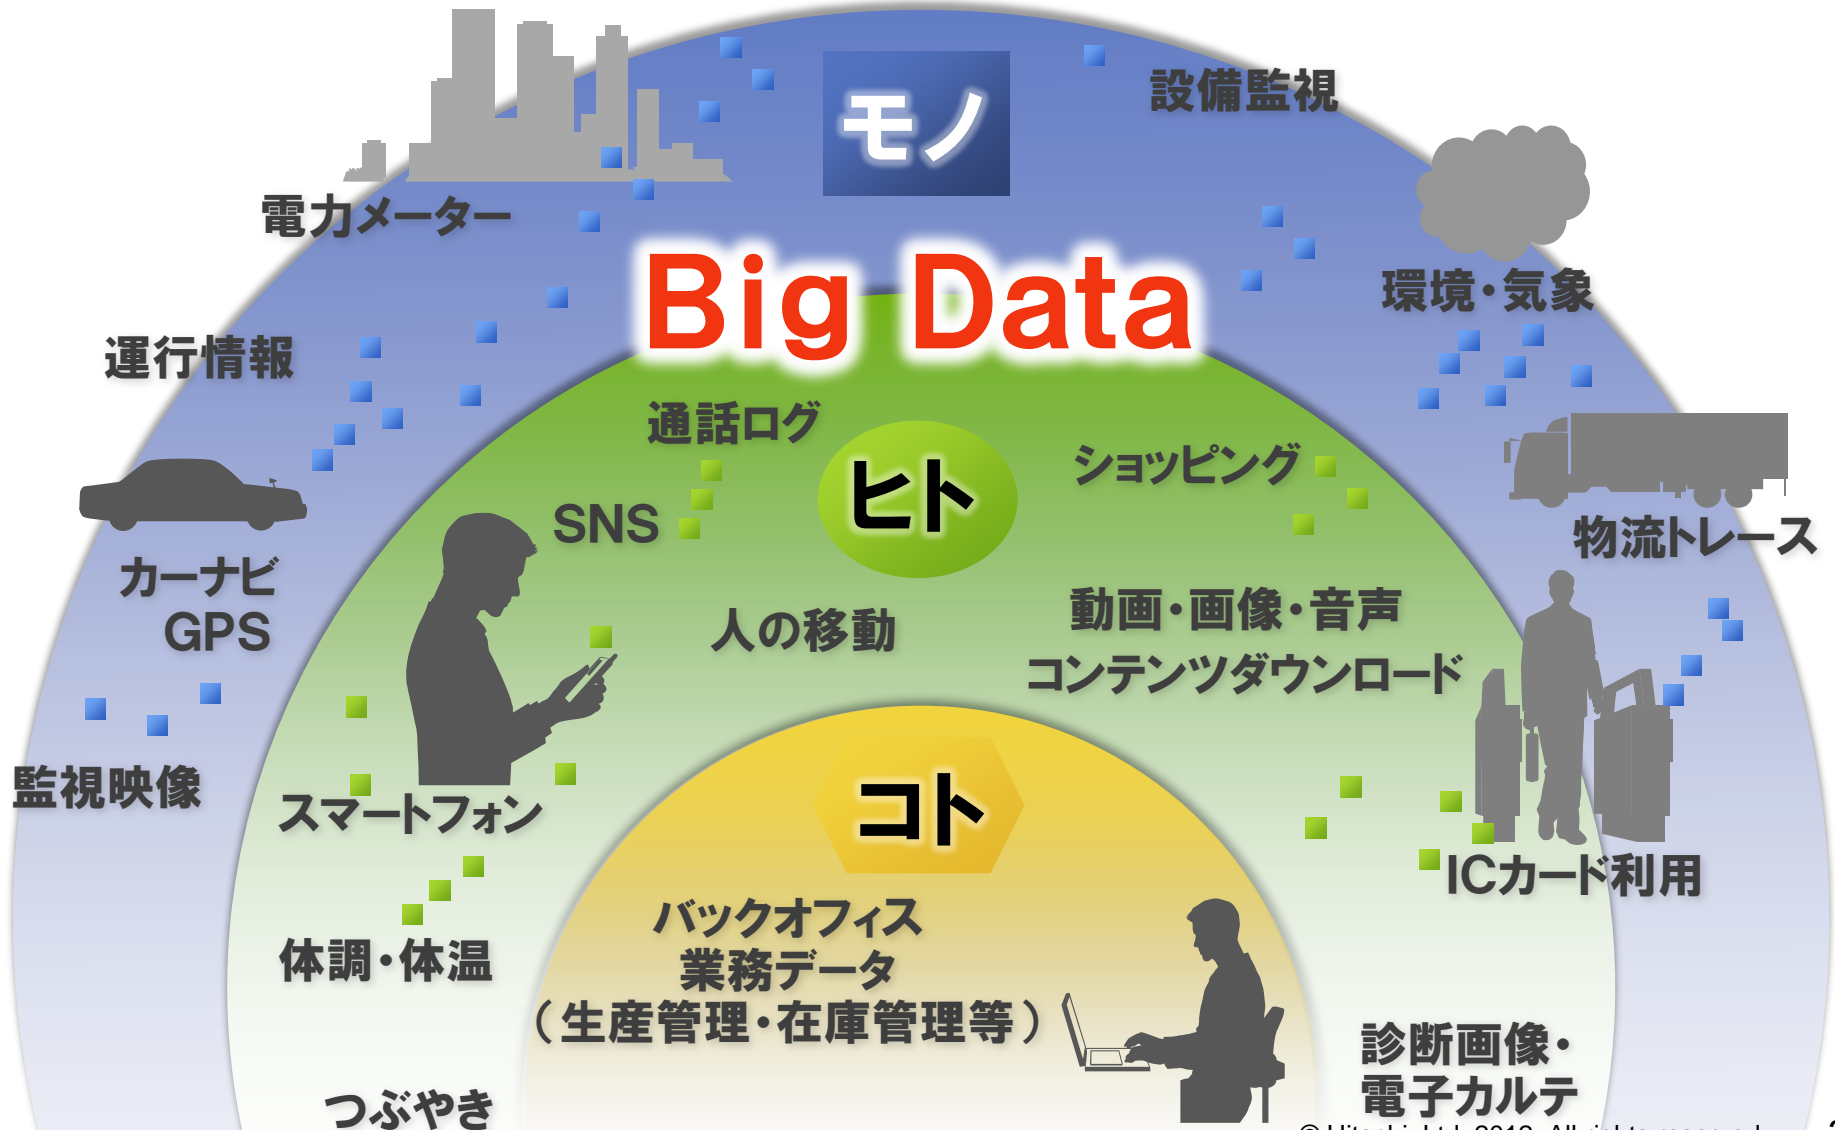 モノ
設備監視
電力メーター
Big Data
環境・気象
運行情報
通話ログ
ヒト
ショッピング
SNS
物流トレース
カーナビ
GPS
人の移動
動画・画像・音声
コンテンツダウンロード
監視映像
スマートフォン
コト
ICカード利用
バックオフィス
業務データ
（生産管理・在庫管理等）
体調・体温
診断画像・
電子カルテ
つぶやき